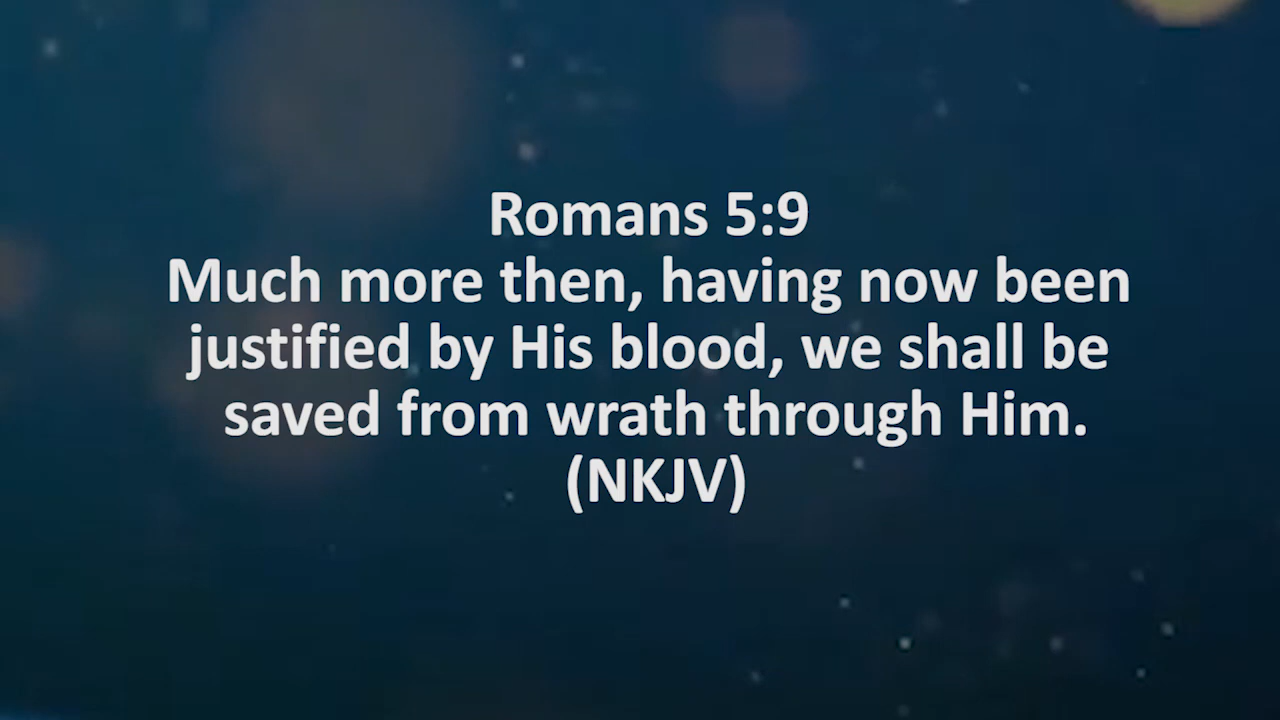 Romans 5:9
Much more then, having now been
justified by His blood, we shall be
saved from wrath through Him.
(NKJV)